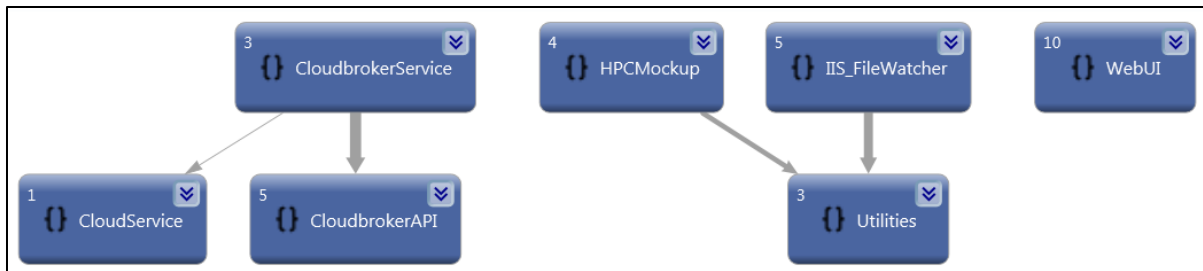 3
{} CloudbrokerService
4
{} HPCMockup
5
{} IIS_FileWatcher
10
{} WebUI
1
{} CloudService
5
{} CloudbrokerAPI
3
{} Utilities